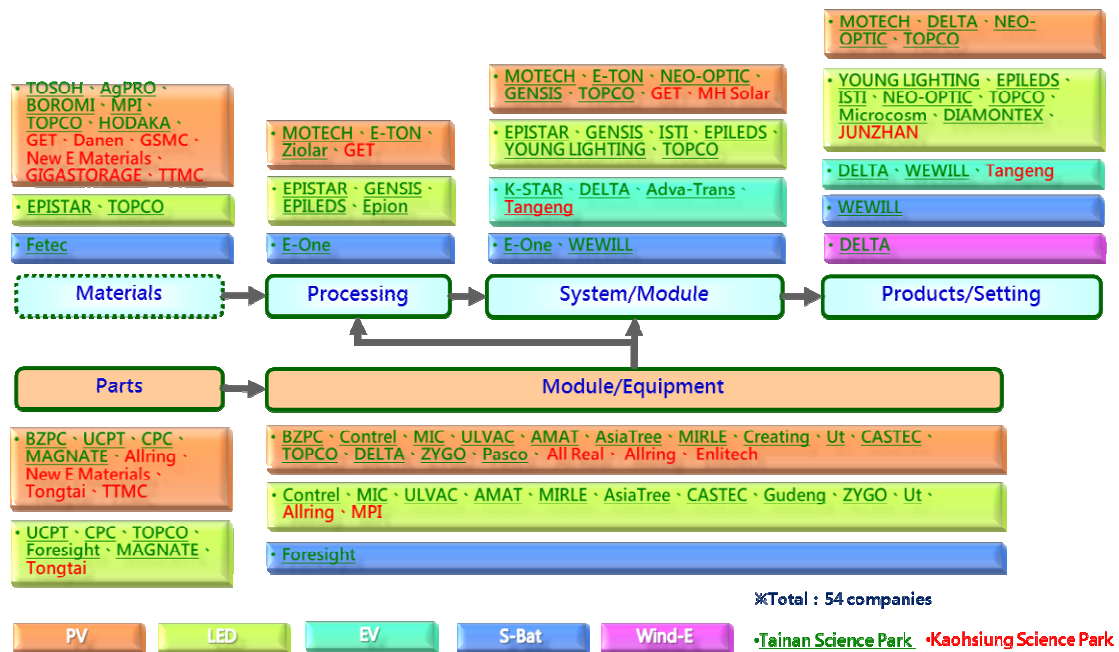 • TOSOH、AgPRO、
BOROMI、MPI、
TOPCO、HODAKA、
GET、Danen、GSMC、
New E Materials、
GIGASTORAGE、TTMC
• EPISTAR、TOPCO
• Fetec
• MOTECH、E-TON、
Ziolar、GET
• EPISTAR、GENSIS、
EPILEDS、Epion
• E-One
• MOTECH、E-TON、NEO-OPTIC、
GENSIS、TOPCO、GET、MH Solar
• EPISTAR、GENSIS、ISTI、EPILEDS、
YOUNG LIGHTING、TOPCO
• K-STAR、DELTA、Adva-Trans、
Tangeng
• E-One、WEWILL
• MOTECH、DELTA、NEO-
OPTIC、TOPCO
• YOUNG LIGHTING、EPILEDS、
ISTI、NEO-OPTIC、TOPCO、
Microcosm、DIAMONTEX、
JUNZHAN
• DELTA、WEWILL、Tangeng
• WEWILL
• DELTA
Materials
Processing
System/Module
Products/Setting
Parts
Module/Equipment
• BZPC、UCPT、CPC、
MAGNATE、Allring、
New E Materials、
Tongtai、TTMC
• UCPT、CPC、TOPCO、
Foresight、MAGNATE、
Tongtai
• BZPC、Contrel、MIC、ULVAC、AMAT、AsiaTree、MIRLE、Creating、Ut、CASTEC、
TOPCO、DELTA、ZYGO、Pasco、All Real、Allring、Enlitech
• Contrel、MIC、ULVAC、AMAT、MIRLE、AsiaTree、CASTEC、Gudeng、ZYGO、Ut、
Allring、MPI
• Foresight
※Total：54 companies
PV
LED
EV
S-Bat
Wind-E
•Tainan Science Park •Kaohsiung Science Park